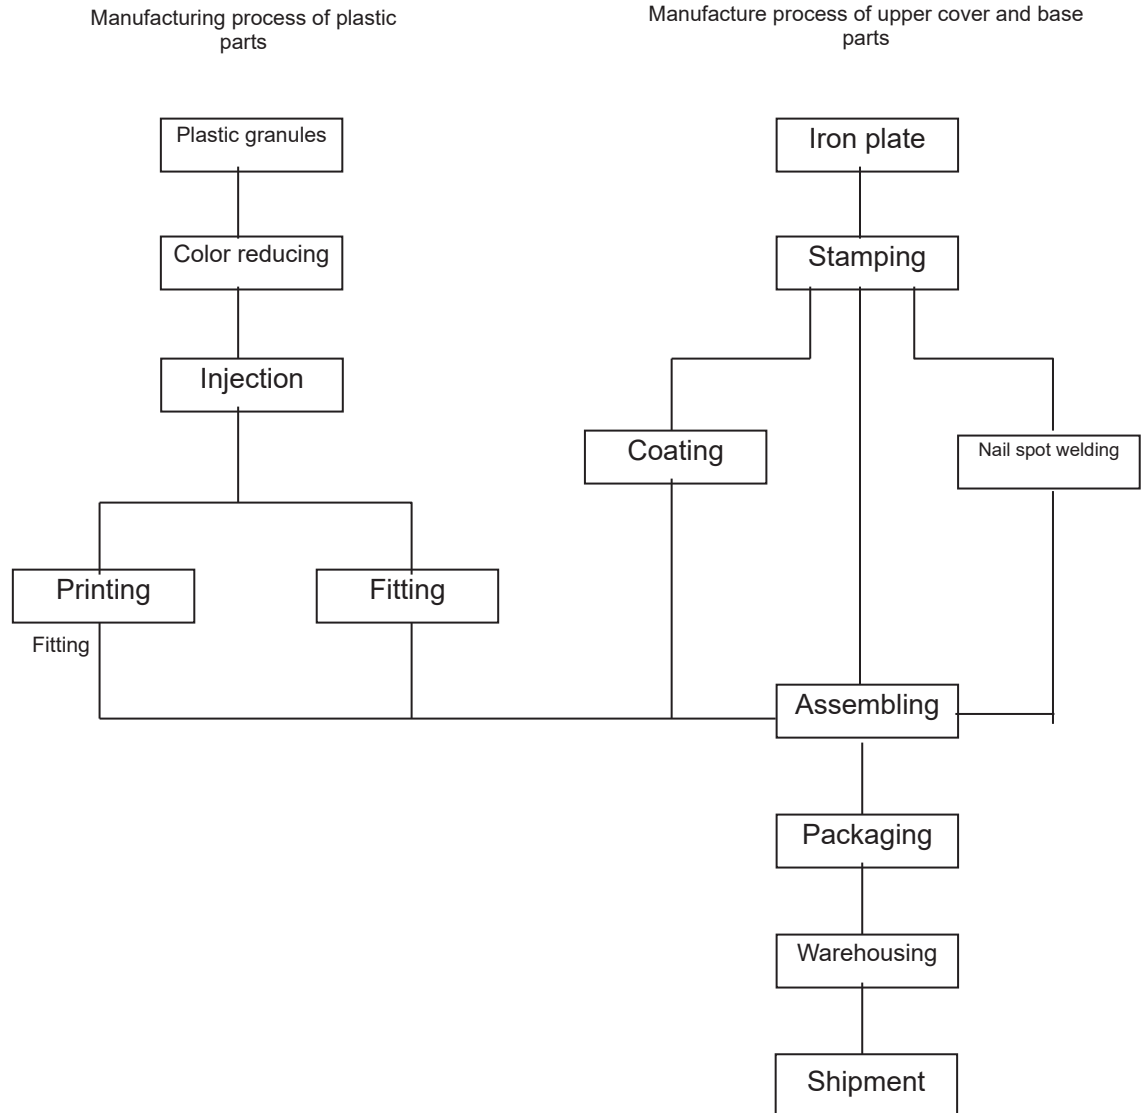 Manufacturing process of plastic
parts
Manufacture process of upper cover and base
parts
Plastic granules
Iron plate
Color reducing
Stamping
Injection
Coating
Nail spot welding
Printing
Fitting
Fitting
Assembling
Packaging
Warehousing
Shipment